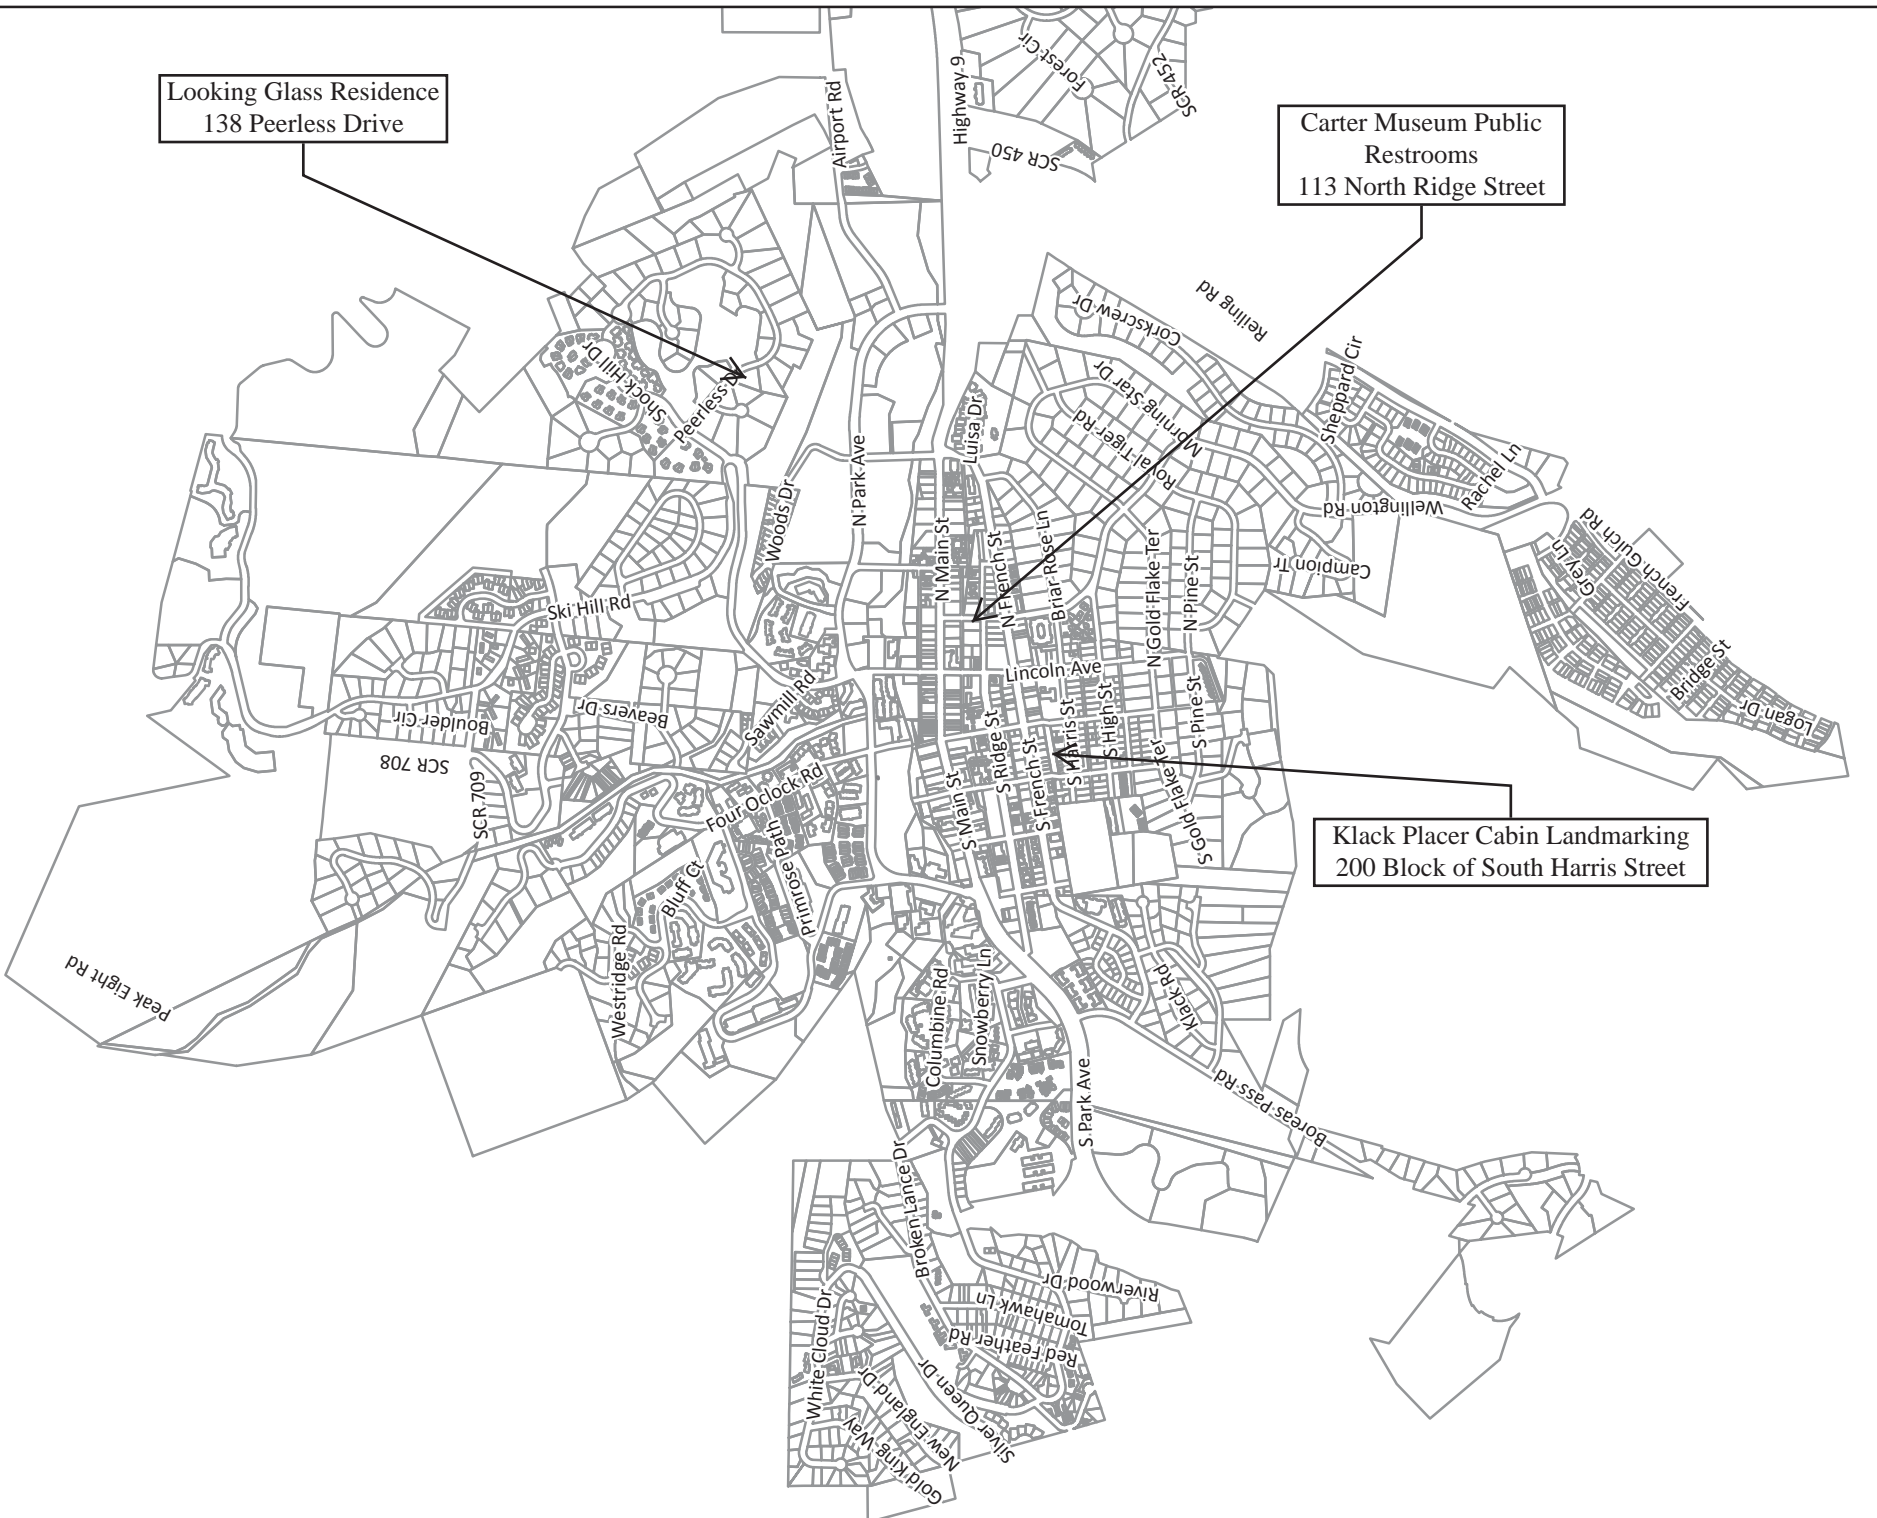 Looking Glass Residence
138 Peerless Drive
Carter Museum Public
Restrooms
113 North Ridge Street
Klack Placer Cabin Landmarking
200 Block of South Harris Street
Airport Rd
Highway 9
Forest Cir
SCR 452
SCR 450
Reiling Rd
Corkscrew Dr
Shock Hill Dr
Peerless Dr
Luisa Dr
Morning Star Dr
Royal Tiger Rd
Sheppard Cir
Rachel Ln
Wellington Rd
N Park Ave
Woods Dr
N Main St
N French St
Briar Rose Ln
N Gold Flake Ter
N Pine St
Campion Tr
Grey Ln
French Gulch Rd
Bridge St
Logan Dr
Ski Hill Rd
Lincoln Ave
Boulder Cir
Beavers Dr
Sawmill Rd
SCR 708
SCR 709
Four Oclock Rd
S Main St
S Ridge St
S French St
S Harris St
S High St
S Pine St
S Gold Flake Ter
Primrose Path
Bluff Ct
Westridge Rd
Peak Eight Rd
Columbine Rd
Snowberry Ln
Klack Rd
S Park Ave
Boreas Pass Rd
Broken Lance Dr
Riverwood Dr
Tomahawk Ln
Red Feather Rd
White Cloud Dr
Silver Queen Dr
New England Dr
Gold King Way